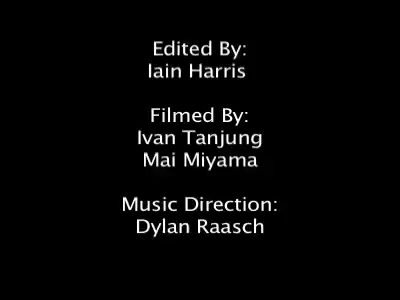 Edited By:
Iain Harris
Filmed By:
Ivan Tanjung
Mai Miyama
Music Direction:
Dylan Raasch